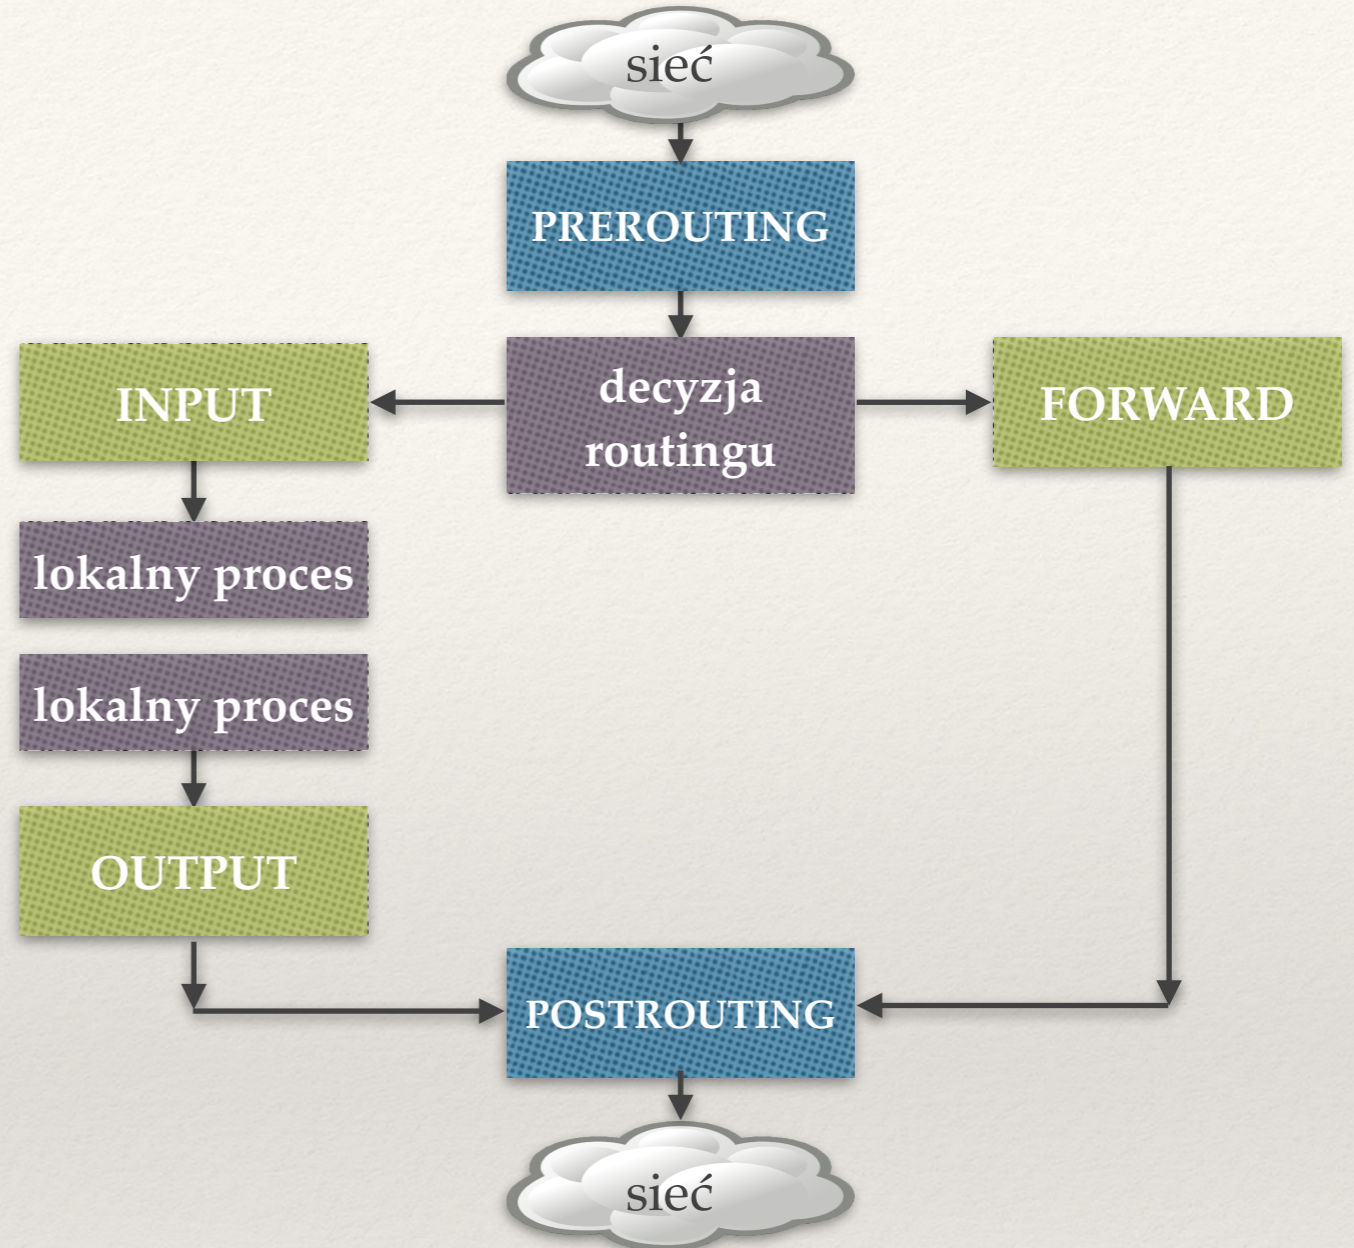 sieć
PREROUTING
INPUT
decyzja
routingu
FORWARD
lokalny proces
lokalny proces
OUTPUT
POSTROUTING
sieć